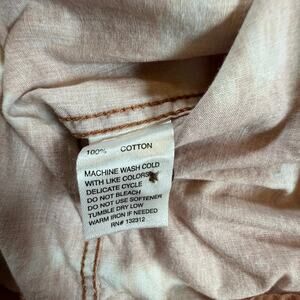 100% COTTON
MACHINE WASH COLD
WITH LIKE COLORS
DELICATE CYCLE
DO NOT BLEACH
DO NOT USE SOFTENER
TUMBLE DRY LOW
WARM IRON IF NEEDED
RN# 132312